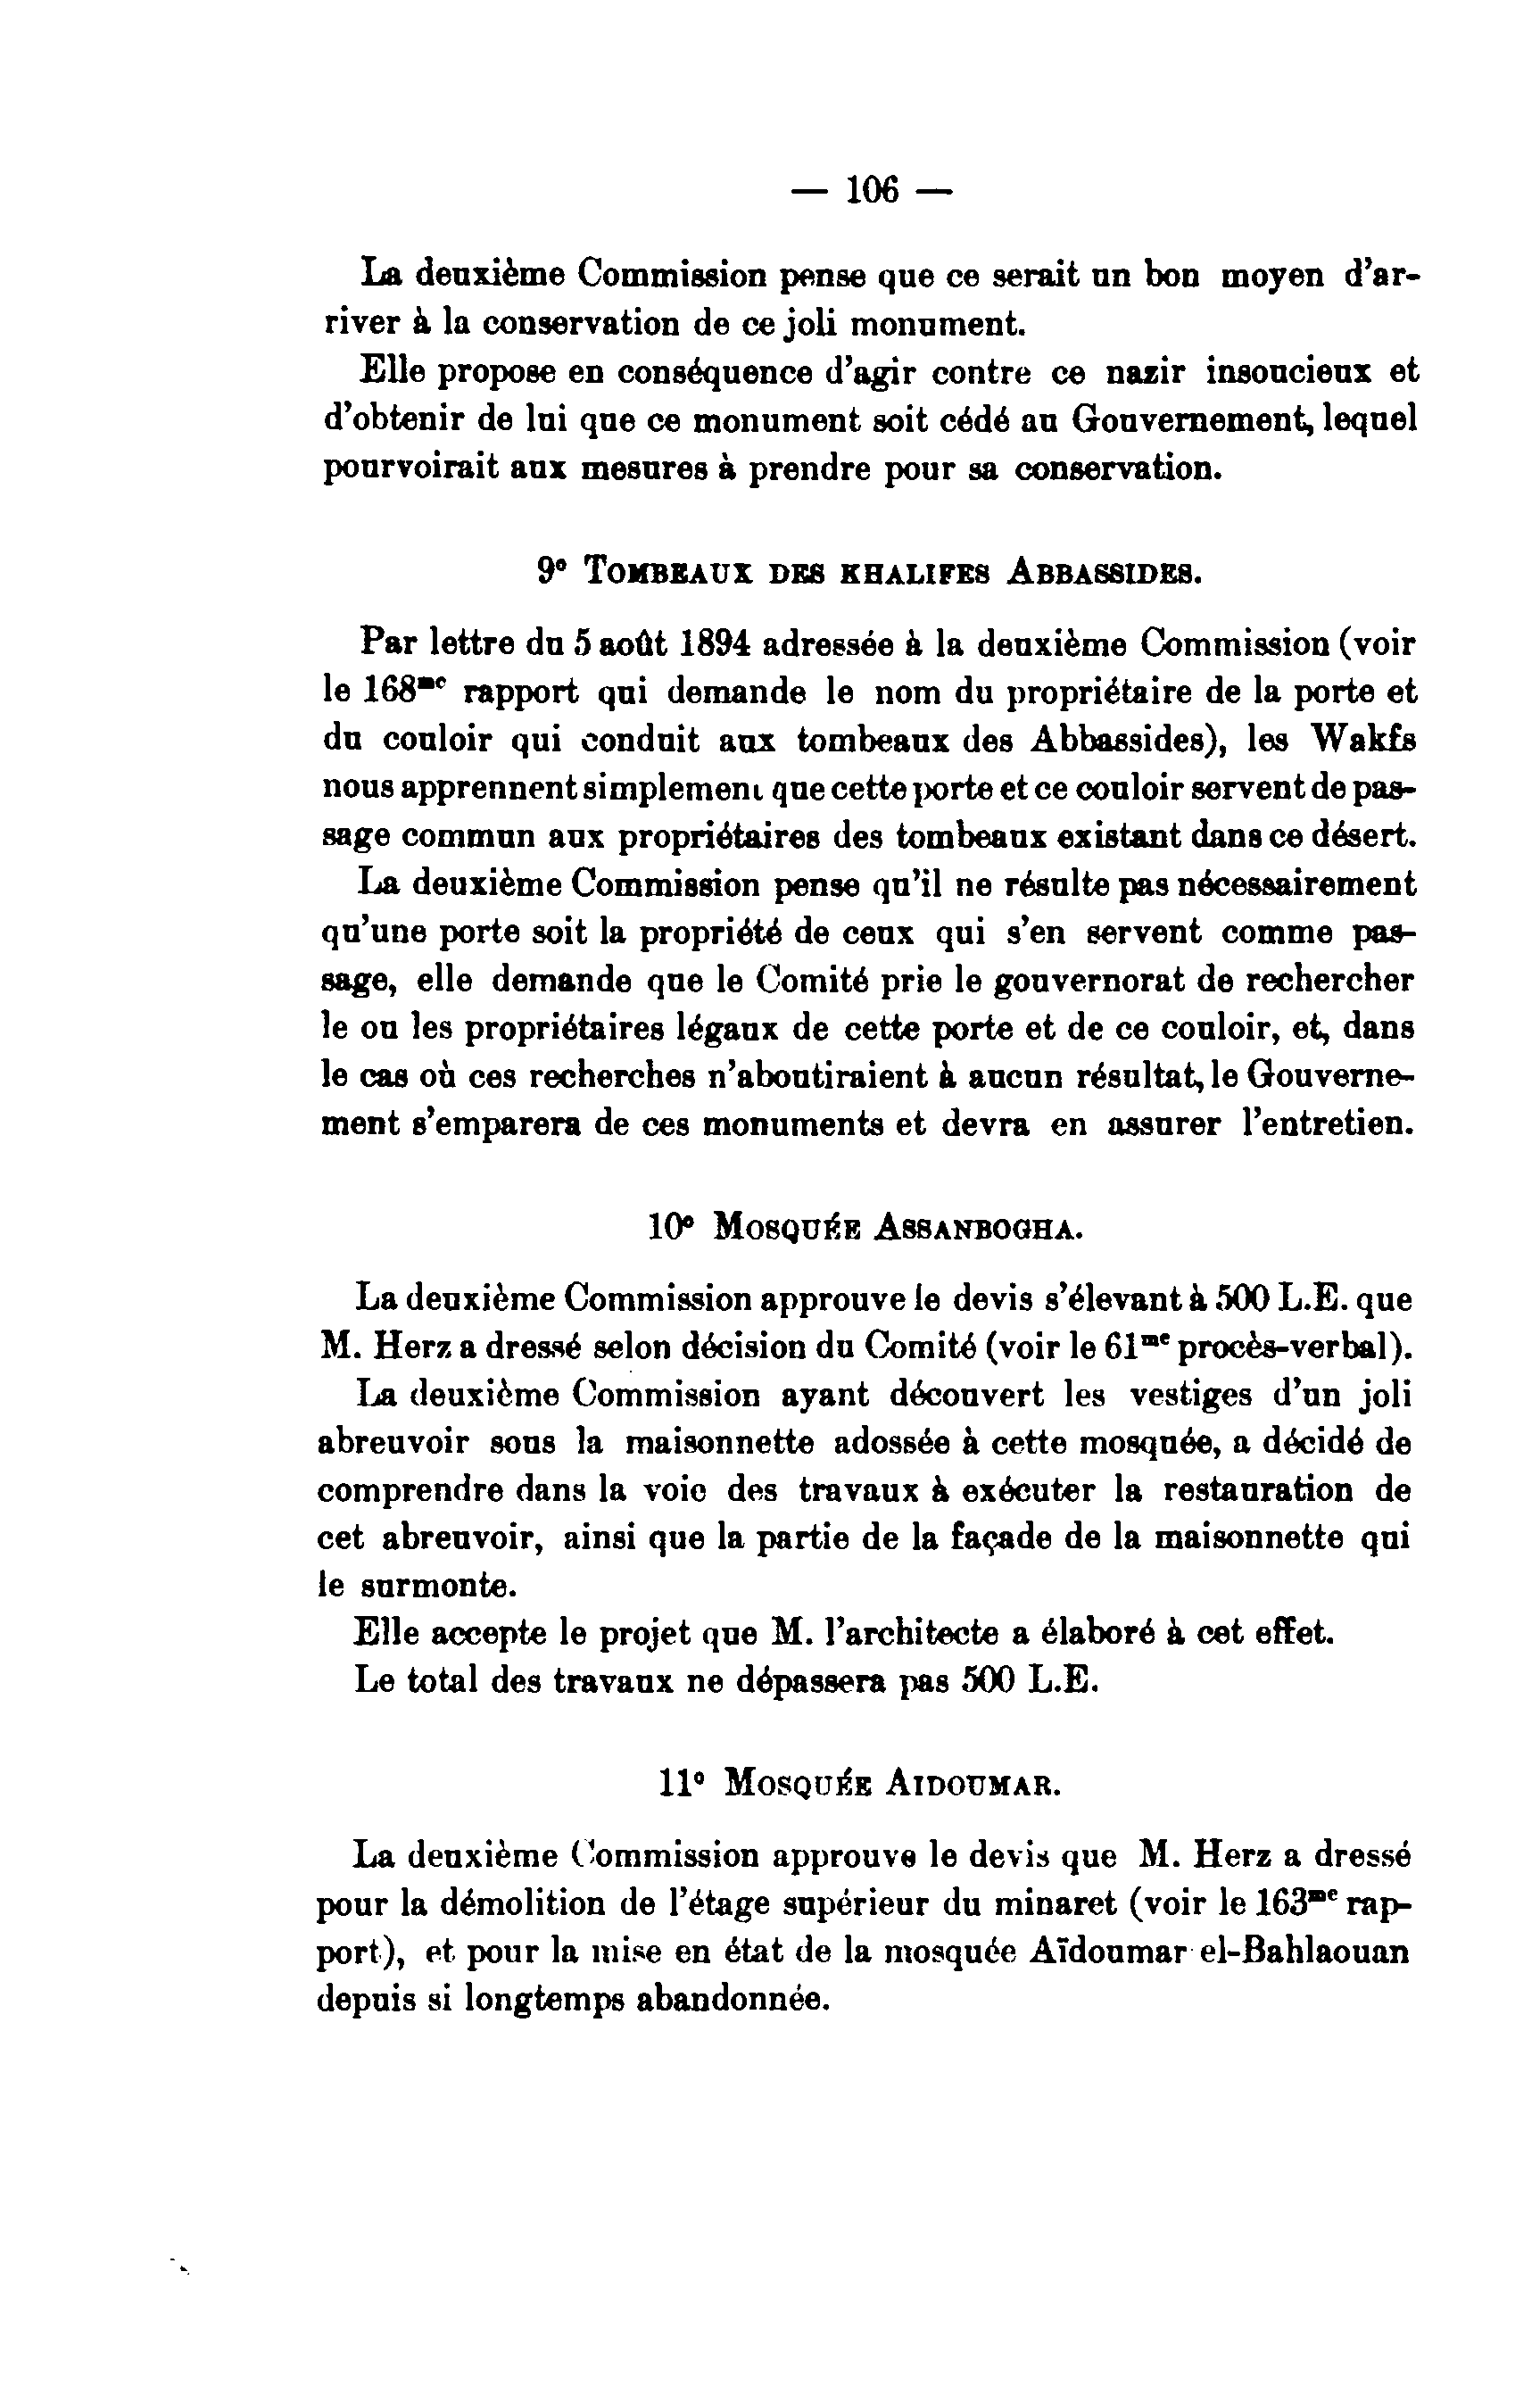 — 106 —
La deuxième Commission pense que ce serait un bon moyen d'ar-
river à la conservation de ce joli monument.
Elle propose en conséquence d'agir contre ce nazir insoucieux et
d'obtenir de lui que ce monument soit cédé au Gouvernement, lequel
pourvoirait aux mesures à prendre pour sa conservation.
9° TOMBEAUX DES KHALIFES ABBASSIDES.
Par lettre du 5 août 1894 adressée à la deuxième Commission (voir
le 168me rapport qui demande le nom du propriétaire de la porte et
du couloir qui conduit aux tombeaux des Abbassides), les Wakfs
nous apprennent simplement que cette porte et ce couloir servent de pas-
sage commun aux propriétaires des tombeaux existant dans ce désert.
La deuxième Commission pense qu'il ne résulte pas nécessairement
qu'une porte soit la propriété de ceux qui s'en servent comme pas-
sage, elle demande que le Comité prie le gouvernorat de rechercher
le ou les propriétaires légaux de cette porte et de ce couloir, et, dans
le cas où ces recherches n'aboutiraient à aucun résultat, le Gouverne-
ment s'emparera de ces monuments et devra en assurer l'entretien.
10° MOSQUÉE ASSANBOGHA.
La deuxième Commission approuve le devis s'élevant à 500 L.E. que
M. Herz a dressé selon décision du Comité (voir le 61me procès-verbal).
La deuxième Commission ayant découvert les vestiges d'un joli
abreuvoir sous la maisonnette adossée à cette mosquée, a décidé de
comprendre dans la voie des travaux à exécuter la restauration de
cet abreuvoir, ainsi que la partie de la façade de la maisonnette qui
le surmonte.
Elle accepte le projet que M. l'architecte a élaboré à cet effet.
Le total des travaux ne dépassera pas 500 L.E.
11° MOSQUÉE AIDOUMAR.
La deuxième Commission approuve le devis que M. Herz a dressé
pour la démolition de l'étage supérieur du minaret (voir le 163me rap-
port), et pour la mise en état de la mosquée Aïdoumar el-Bahlaouan
depuis si longtemps abandonnée.